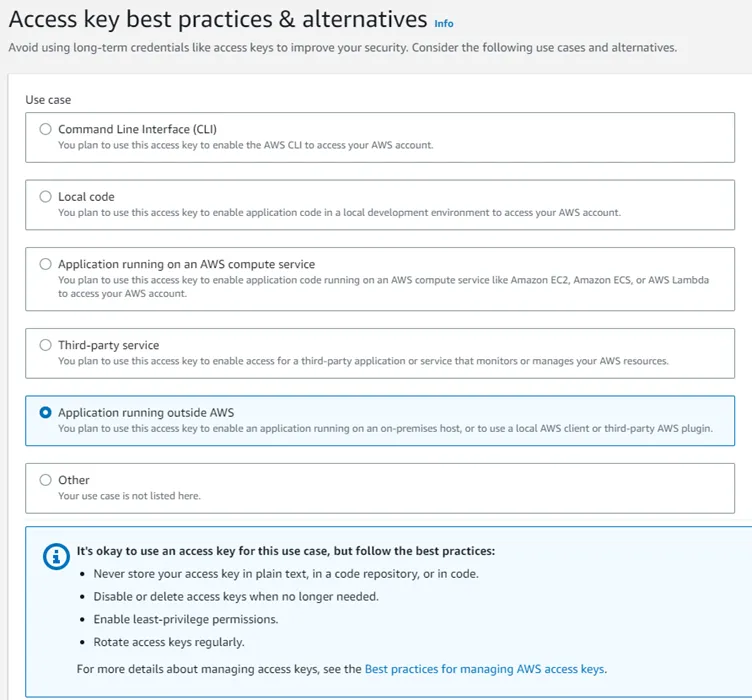 Access key best practices & alternatives Info
Avoid using long-term credentials like access keys to improve your security. Consider the following use cases and alternatives.
Use case
Command Line Interface (CLI)
You plan to use this access key to enable the AWS CLI to access your AWS account.
Local code
You plan to use this access key to enable application code in a local development environment to access your AWS account.
Application running on an AWS compute service
You plan to use this access key to enable application code running on an AWS compute service like Amazon EC2, Amazon ECS, or AWS Lambda
to access your AWS account.
Third-party service
You plan to use this access key to enable access for a third-party application or service that monitors or manages your AWS resources.
Application running outside AWS
You plan to use this access key to enable an application running on an on-premises host, or to use a local AWS client or third-party AWS plugin.
Other
Your use case is not listed here.
It's okay to use an access key for this use case, but follow the best practices:
• Never store your access key in plain text, in a code repository, or in code.
• Disable or delete access keys when no longer needed.
• Enable least-privilege permissions.
• Rotate access keys regularly.
For more details about managing access keys, see the Best practices for managing AWS access keys.